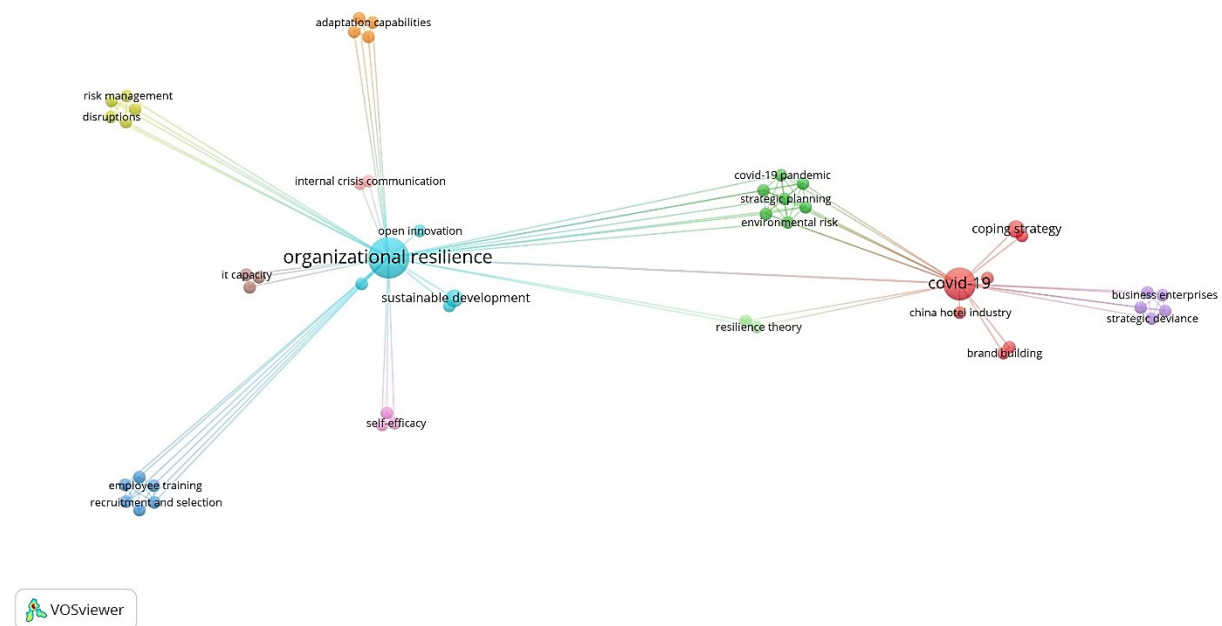 adaptation capabilities
risk management
disruptions
internal crisis communication
covid-19 pandemic
strategic planning
environmental risk
open innovation
coping strategy
organizational resilience
it capacity
covid-19
sustainable development
business enterprises
china hotel industry
strategic deviance
resilience theory
brand building
self-efficacy
employee training
recruitment and selection
VOSviewer